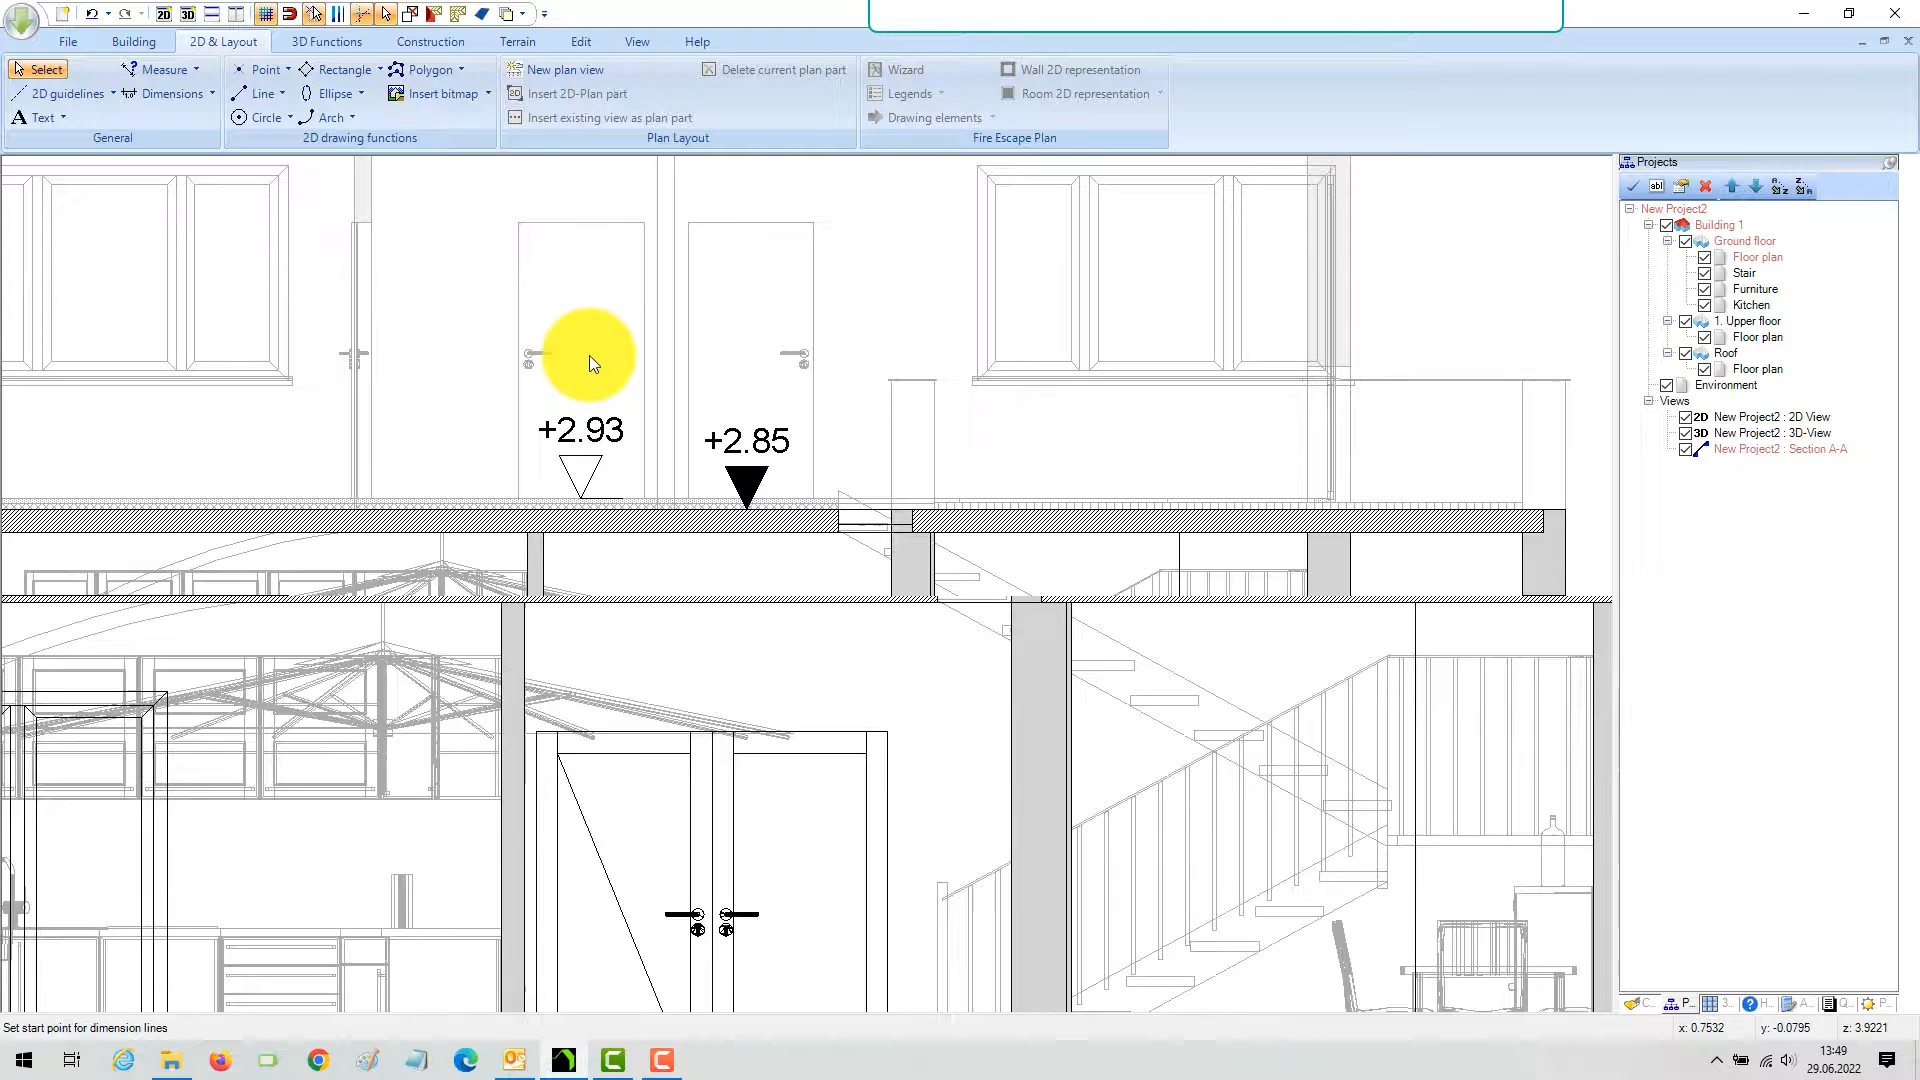 File
Building
2D & Layout
3D Functions
Construction
Terrain
Edit
View
Help
Select
Measure
2D guidelines
Dimensions
Text
General
Point
Rectangle
Polygon
Line
Ellipse
Insert bitmap
Circle
Arch
2D drawing functions
New plan view
Delete current plan part
Insert 2D-Plan part
Insert existing view as plan part
Plan Layout
Wizard
Wall 2D representation
Legends
Room 2D representation
Drawing elements
Fire Escape Plan
+2.93
+2.85
Projects
New Project2
Building 1
Ground floor
Floor plan
Stair
Furniture
Kitchen
1. Upper floor
Floor plan
Roof
Floor plan
Environment
Views
2D New Project2 : 2D View
3D New Project2 : 3D-View
New Project2 : Section A-A
C...
P...
3...
H...
A...
Q...
P...
Set start point for dimension lines
x: 0.7532
y: -0.0795
z: 3.9221
13:49
29.06.2022